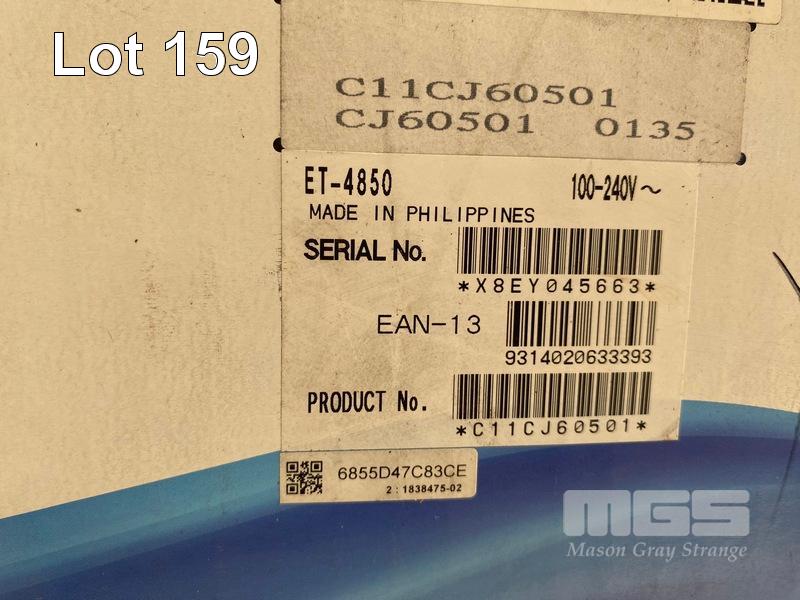 Lot 159
C11CJ60501
CJ60501 0135
ET-4850 100-240V～
MADE IN PHILIPPINES
SERIAL No.
*X8EY045663*
EAN-13
9314020633393
PRODUCT No.
*C11CJ60501*
6855D47C83CE
2 : 1838475-02
MGS
Mason Gray Strange